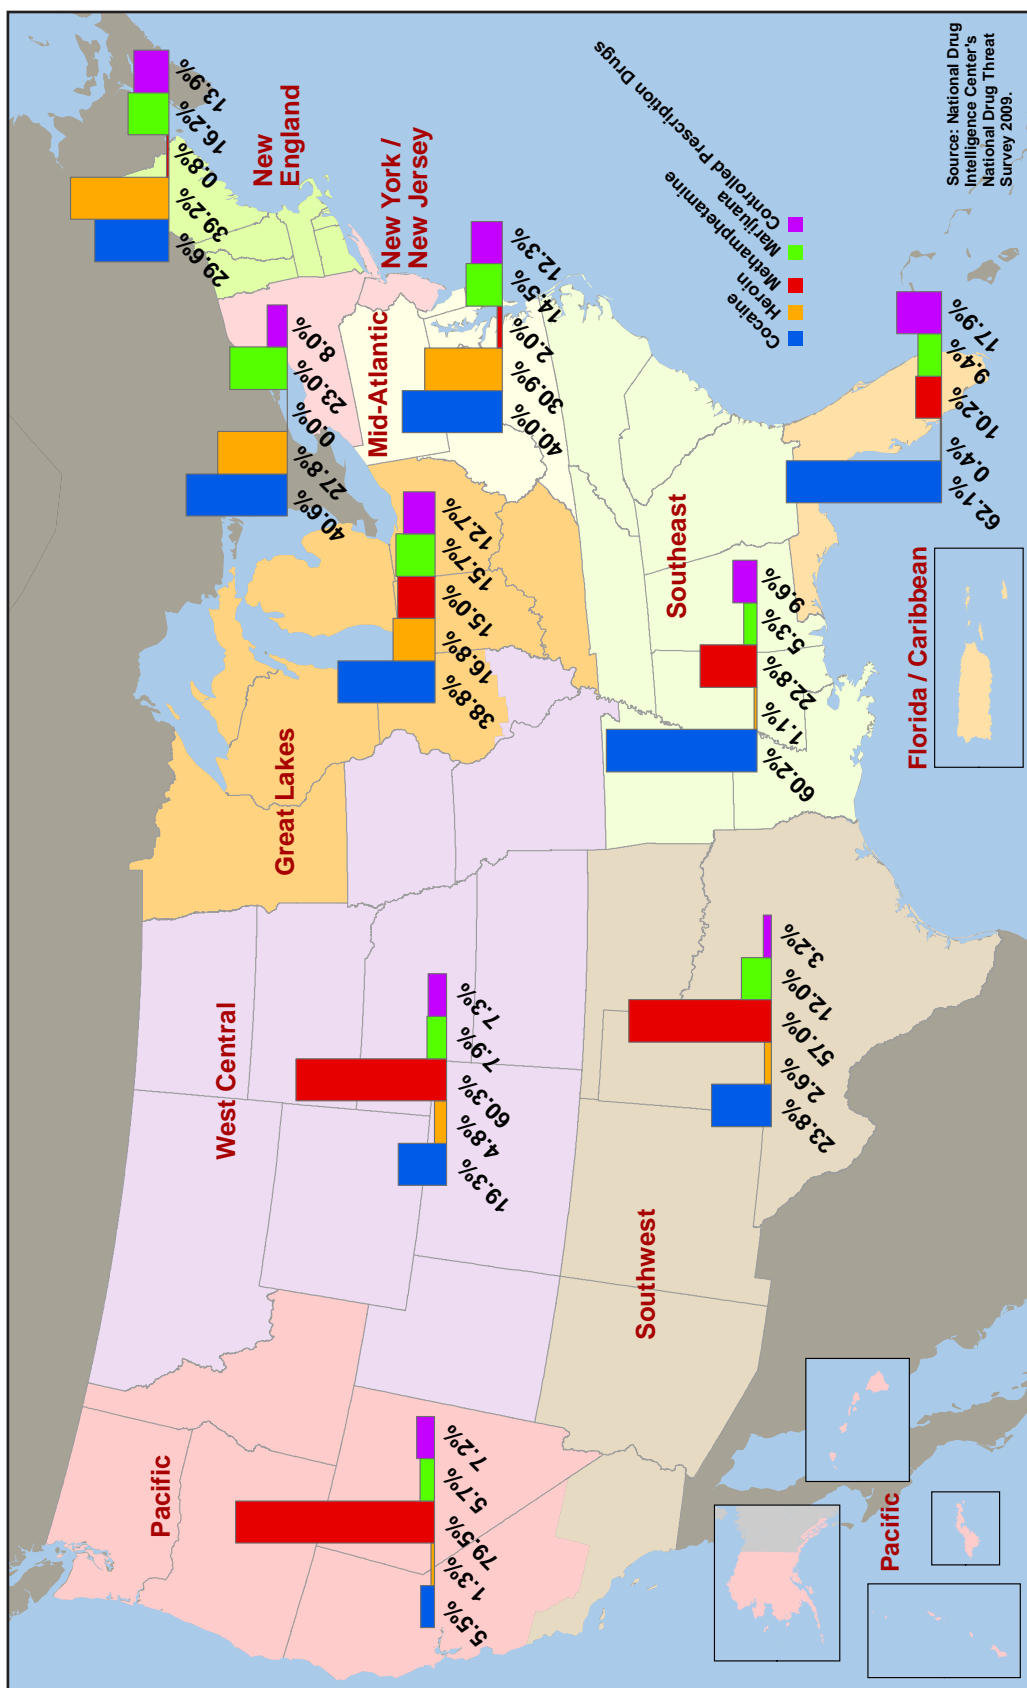 Pacific
5.5%
1.3%
79.5%
5.7%
7.2%
West Central
19.3%
4.8%
60.3%
7.9%
7.3%
Southwest
23.8%
2.6%
57.0%
12.0%
3.2%
Great Lakes
38.8%
16.8%
15.0%
15.7%
12.7%
Southeast
60.2%
1.1%
22.8%
5.3%
9.6%
Florida / Caribbean
62.1%
0.4%
10.2%
9.4%
17.9%
Mid-Atlantic
40.0%
30.9%
2.0%
14.5%
12.3%
New York /
New Jersey
40.6%
27.8%
0.0%
23.0%
8.0%
New
England
29.6%
39.2%
0.8%
16.2%
13.9%
Pacific
Cocaine
Heroin
Methamphetamine
Marijuana
Controlled Prescription Drugs
Source: National Drug
Intelligence Center's
National Drug Threat
Survey 2009.